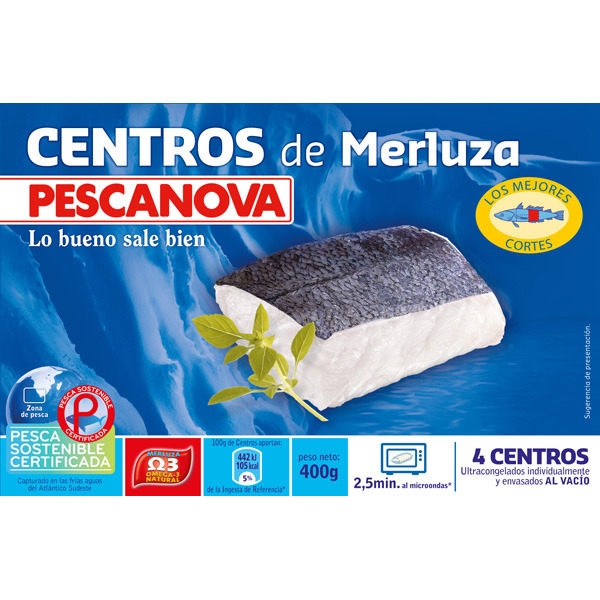 CENTROS de Merluza
PESCANOVA
Lo bueno sale bien
LOS MEJORES
CORTES
Sugerencia de presentación.
Zona
de pesca
PESCA SOSTENIBLE
CERTIFICADA
PESCA
SOSTENIBLE
CERTIFICADA
Capturado en las frías aguas
del Atlántico Sudeste
MERLUZA
Ω3
OMEGA-3
NATURAL
100g de Centros aportan:
442 kJ
105 kcal
5%
de la Ingesta de Referencia*
peso neto:
400g
2,5min. al microondas*
4 CENTROS
Ultracongelados individualmente
y envasados AL VACÍO